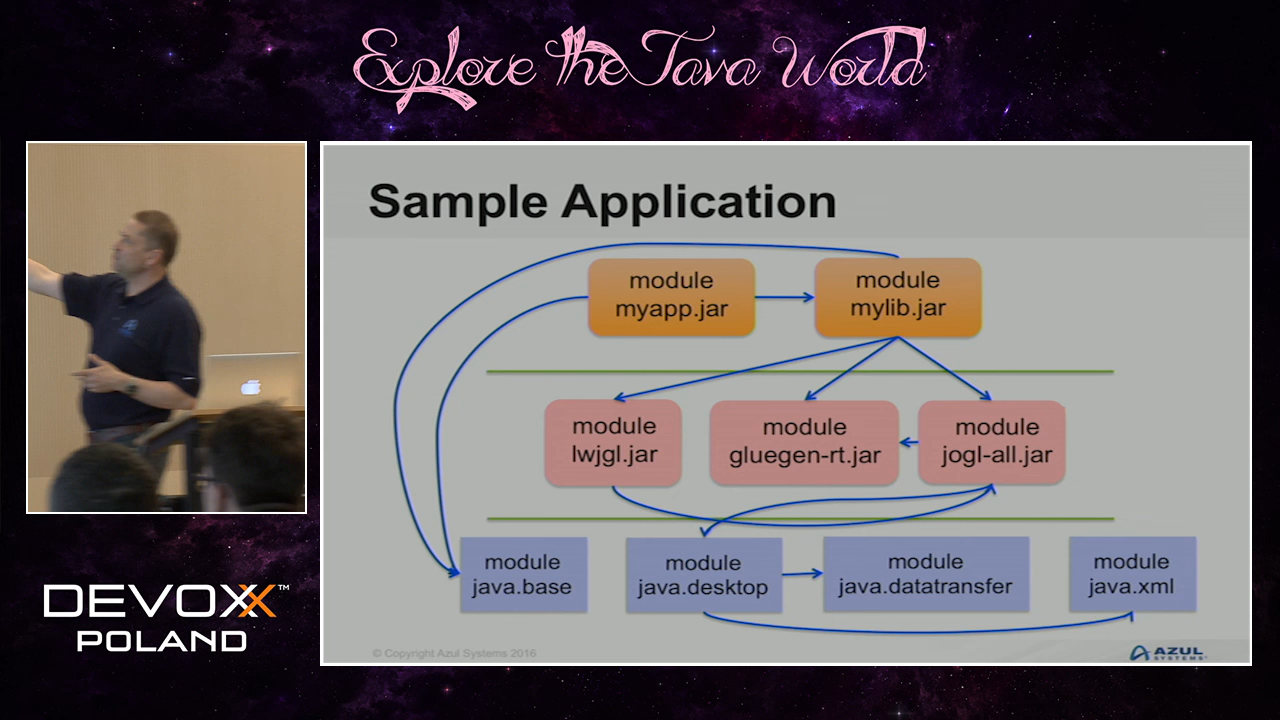 Explore the Java World
Sample Application
module
myapp.jar
module
mylib.jar
module
lwjgl.jar
module
gluegen-rt.jar
module
jogl-all.jar
module
java.base
module
java.desktop
module
java.datatransfer
module
java.xml
© Copyright Azul Systems 2016
AZUL
SYSTEMS
DEVOXX™
POLAND